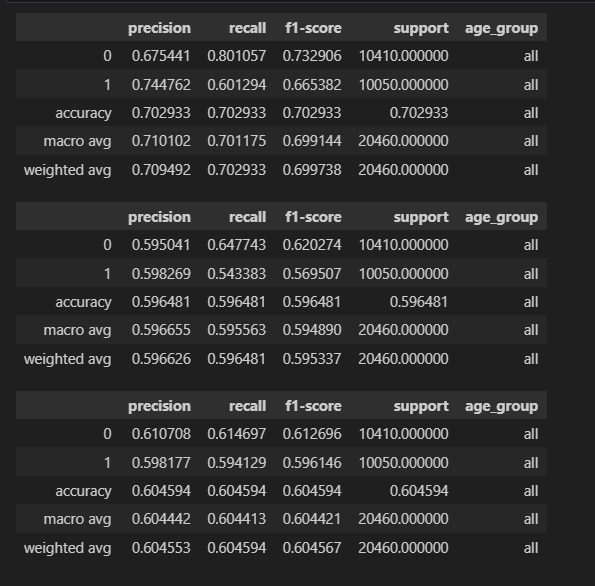 precision recall f1-score support age_group
0 0.675441 0.801057 0.732906 10410.000000 all
1 0.744762 0.601294 0.665382 10050.000000 all
accuracy 0.702933 0.702933 0.702933 0.702933 all
macro avg 0.710102 0.701175 0.699144 20460.000000 all
weighted avg 0.709492 0.702933 0.699738 20460.000000 all
precision recall f1-score support age_group
0 0.595041 0.647743 0.620274 10410.000000 all
1 0.598269 0.543383 0.569507 10050.000000 all
accuracy 0.596481 0.596481 0.596481 0.596481 all
macro avg 0.596655 0.595563 0.594890 20460.000000 all
weighted avg 0.596626 0.596481 0.595337 20460.000000 all
precision recall f1-score support age_group
0 0.610708 0.614697 0.612696 10410.000000 all
1 0.598177 0.594129 0.596146 10050.000000 all
accuracy 0.604594 0.604594 0.604594 0.604594 all
macro avg 0.604442 0.604413 0.604421 20460.000000 all
weighted avg 0.604553 0.604594 0.604567 20460.000000 all